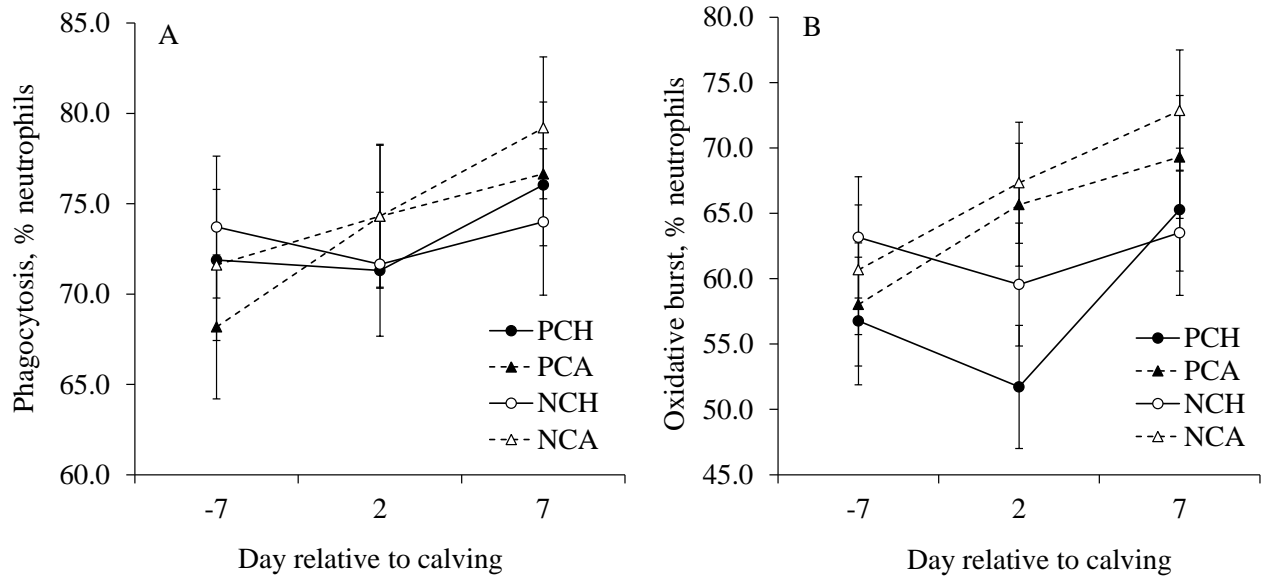 A
Phagocytosis, % neutrophils
85.0
80.0
75.0
70.0
65.0
60.0
-7
2
7
Day relative to calving
PCH
PCA
NCH
NCA
B
Oxidative burst, % neutrophils
80.0
75.0
70.0
65.0
60.0
55.0
50.0
45.0
-7
2
7
Day relative to calving
PCH
PCA
NCH
NCA